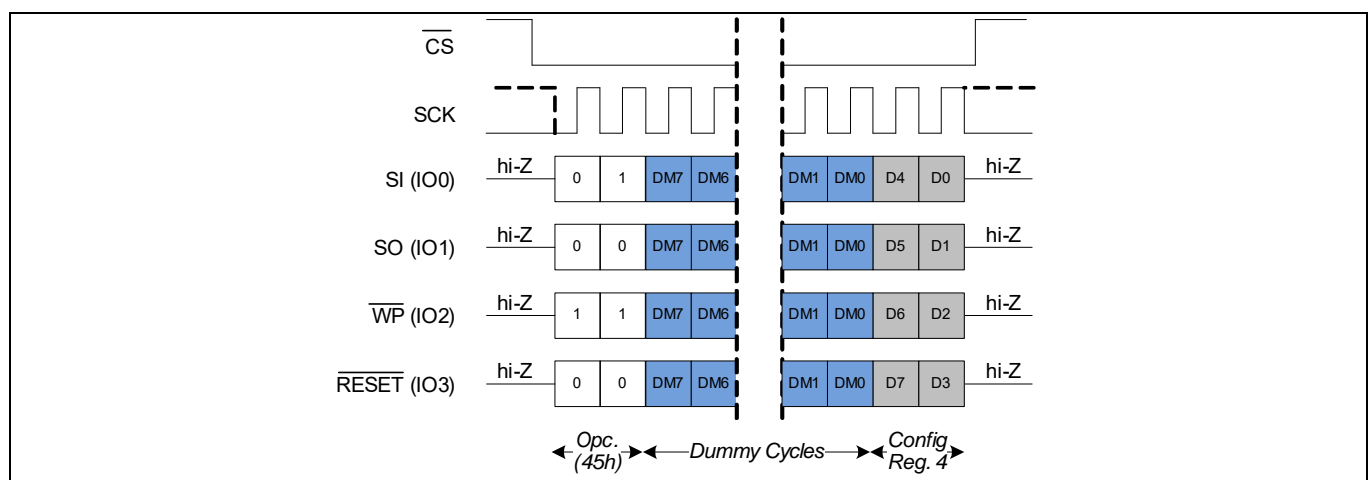 CS
SCK
SI (IO0) hi-Z 0 1 DM7 DM6 DM1 DM0 D4 D0 hi-Z
SO (IO1) hi-Z 0 0 DM7 DM6 DM1 DM0 D5 D1 hi-Z
WP (IO2) hi-Z 1 1 DM7 DM6 DM1 DM0 D6 D2 hi-Z
RESET (IO3) hi-Z 0 0 DM7 DM6 DM1 DM0 D7 D3 hi-Z
Opc. (45h) Dummy Cycles Config Reg. 4